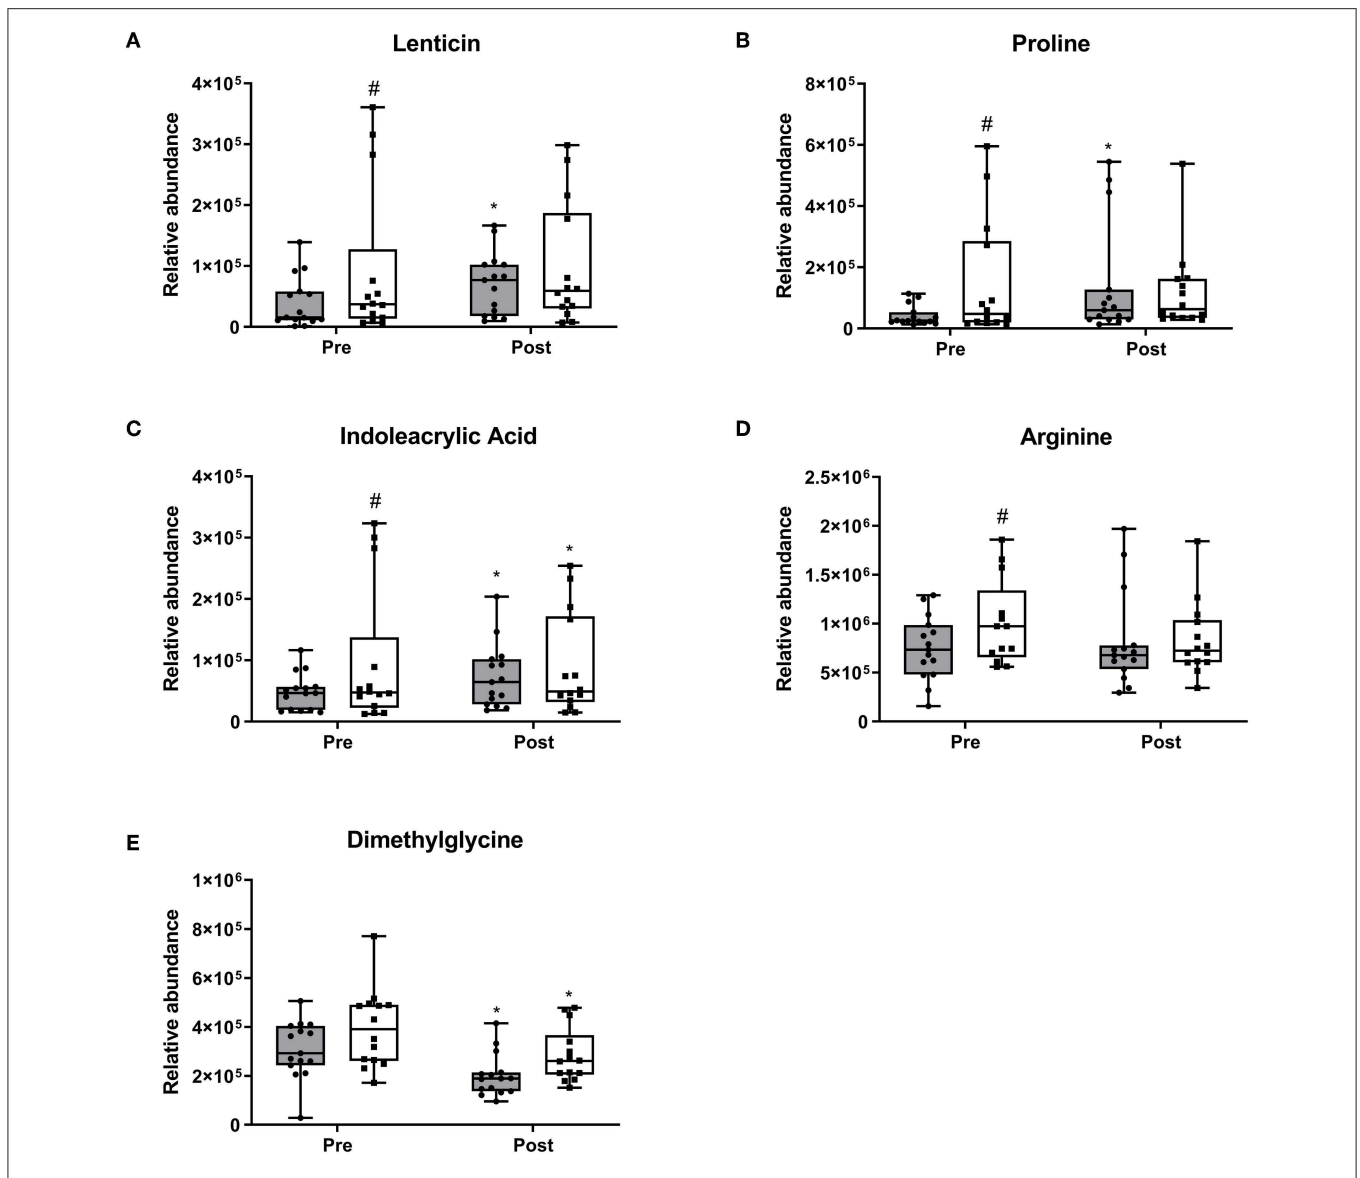 A
Lenticin
Relative abundance
4×10⁵
3×10⁵
2×10⁵
1×10⁵
0
#
*
Pre
Post
B
Proline
Relative abundance
8×10⁵
6×10⁵
4×10⁵
2×10⁵
0
#
*
Pre
Post
C
Indoleacrylic Acid
Relative abundance
4×10⁵
3×10⁵
2×10⁵
1×10⁵
0
#
*
*
Pre
Post
D
Arginine
Relative abundance
2.5×10⁶
2×10⁶
1.5×10⁶
1×10⁶
5×10⁵
0
#
Pre
Post
E
Dimethylglycine
Relative abundance
1×10⁶
8×10⁵
6×10⁵
4×10⁵
2×10⁵
0
*
*
Pre
Post